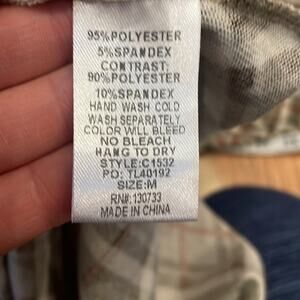 95%POLYESTER
5%SPANDEX
CONTRAST:
90%POLYESTER
10%SPANDEX
HAND WASH COLD
WASH SEPARATELY
COLOR WILL BLEED
NO BLEACH
HANG TO DRY
STYLE:C1532
PO: TL40192
SIZE:M
RN#:130733
MADE IN CHINA